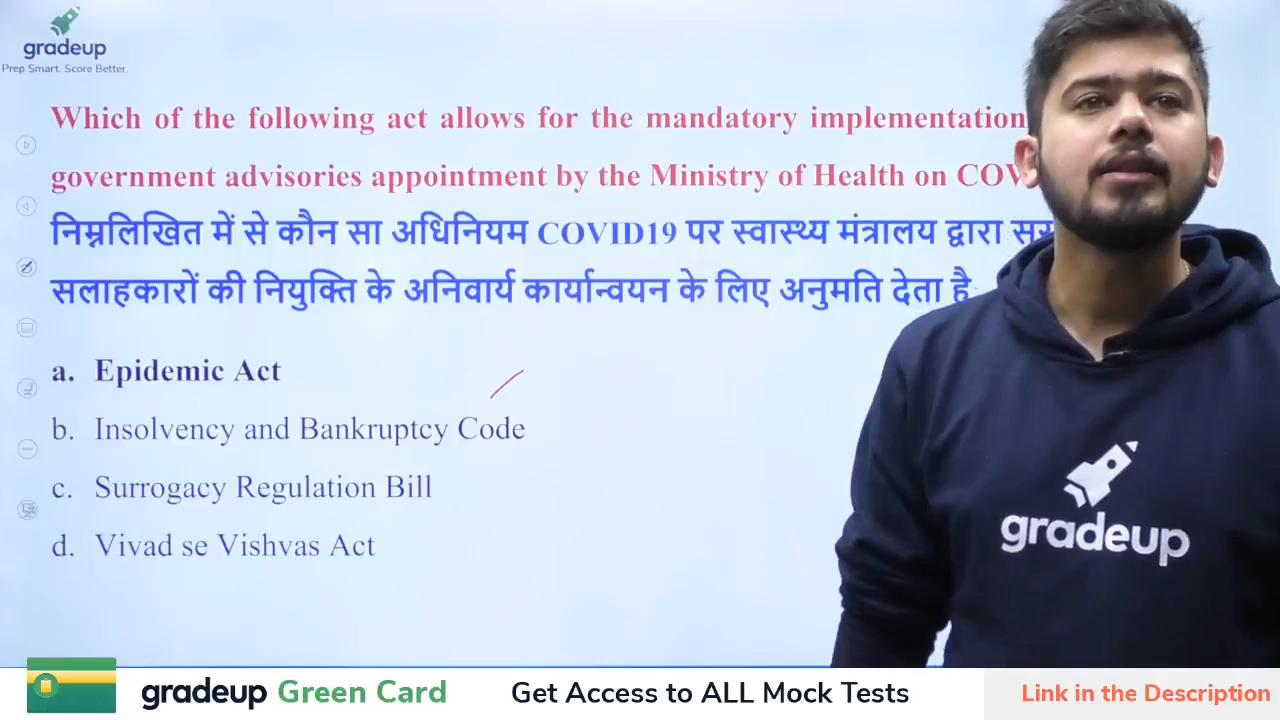 gradeup
Prep Smart. Score Better.
Which of the following act allows for the mandatory implementation
government advisories appointment by the Ministry of Health on COV
निम्नलिखित में से कौन सा अधिनियम COVID19 पर स्वास्थ्य मंत्रालय द्वारा
सलाहकारों की नियुक्ति के अनिवार्य कार्यान्वयन के लिए अनुमति देता है
a. Epidemic Act
b. Insolvency and Bankruptcy Code
c. Surrogacy Regulation Bill
d. Vivad se Vishvas Act
gradeup
gradeup Green Card Get Access to ALL Mock Tests Link in the Description